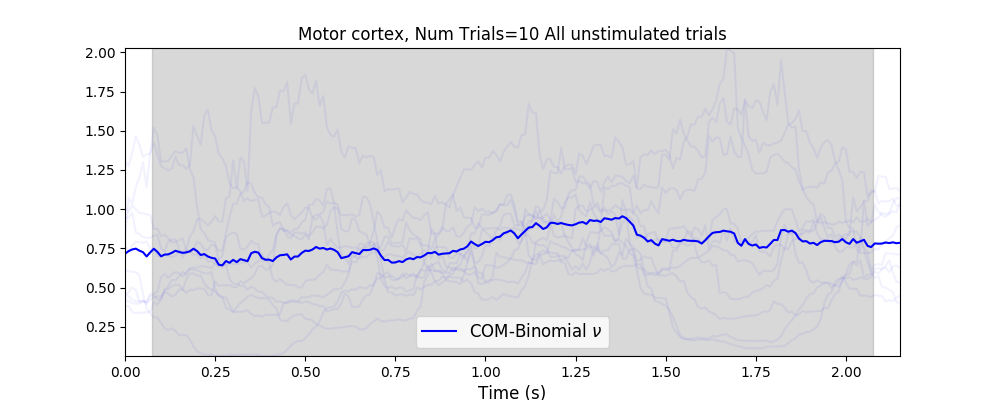 Motor cortex, Num Trials=10 All unstimulated trials
2.00
1.75
1.50
1.25
1.00
0.75
0.50
0.25
COM-Binomial ν
0.00 0.25 0.50 0.75 1.00 1.25 1.50 1.75 2.00
Time (s)